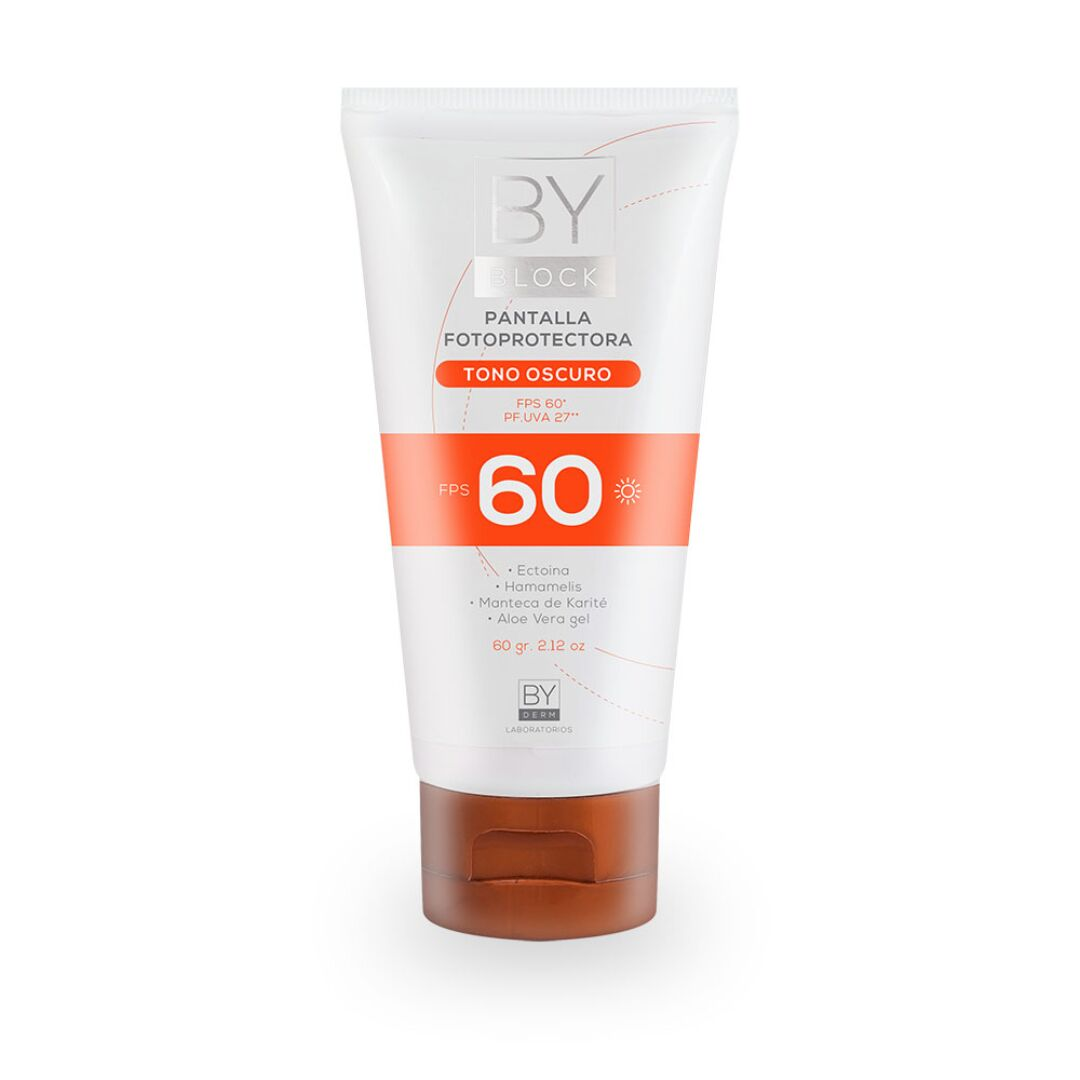 BY
BLOCK
PANTALLA
FOTOPROTECTORA
TONO OSCURO
FPS 60*
PF.UVA 27**
FPS 60
• Ectoina
• Hamamelis
• Manteca de Karité
• Aloe Vera gel
60 gr. 2.12 oz
BY
DERM
LABORATORIOS